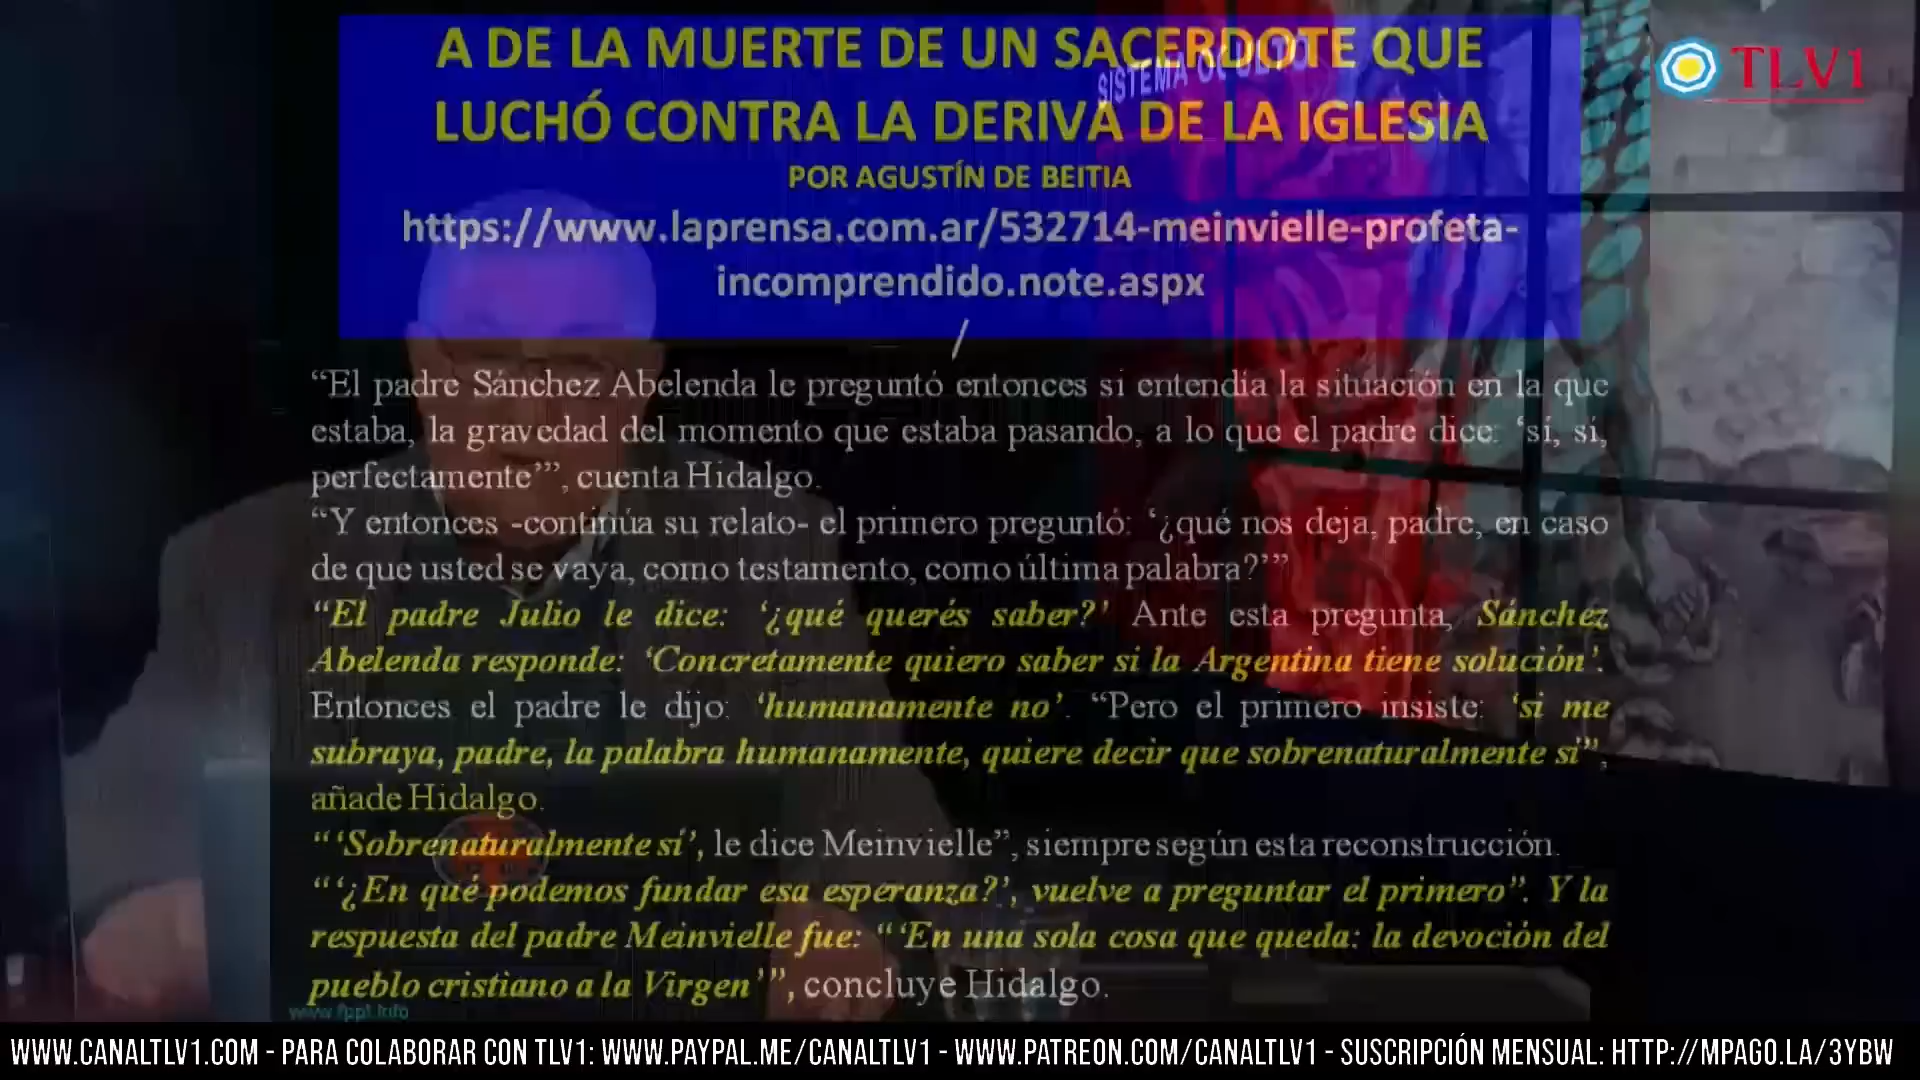 A DE LA MUERTE DE UN SACERDOTE QUE
LUCHÓ CONTRA LA DERIVA DE LA IGLESIA
POR AGUSTÍN DE BEITIA
https://www.laprensa.com.ar/532714-meinvielle-profeta-
incomprendido.note.aspx
/
SISTEMA OCULTO
TLV1
“El padre Sánchez Abelenda le preguntó entonces si entendía la situación en la que
estaba, la gravedad del momento que estaba pasando, a lo que el padre dice: ‘sí, sí,
perfectamente’”, cuenta Hidalgo.
“Y entonces -continúa su relato- el primero preguntó: ‘¿qué nos deja, padre, en caso
de que usted se vaya, como testamento, como última palabra?’”
“El padre Julio le dice: ‘¿qué querés saber?’ Ante esta pregunta, Sánchez
Abelenda responde: ‘Concretamente quiero saber si la Argentina tiene solución’.
Entonces el padre le dijo: ‘humanamente no’. “Pero el primero insiste: ‘si me
subraya, padre, la palabra humanamente, quiere decir que sobrenaturalmente sí’”,
añade Hidalgo.
“‘Sobrenaturalmente sí’, le dice Meinvielle”, siempre según esta reconstrucción.
“‘¿En qué podemos fundar esa esperanza?’, vuelve a preguntar el primero”. Y la
respuesta del padre Meinvielle fue: “‘En una sola cosa que queda: la devoción del
pueblo cristiano a la Virgen’”, concluye Hidalgo.
www.fppt.info
WWW.CANALTLV1.COM - PARA COLABORAR CON TLV1: WWW.PAYPAL.ME/CANALTLV1 - WWW.PATREON.COM/CANALTLV1 - SUSCRIPCIÓN MENSUAL: HTTP://MPAGO.LA/3YBW